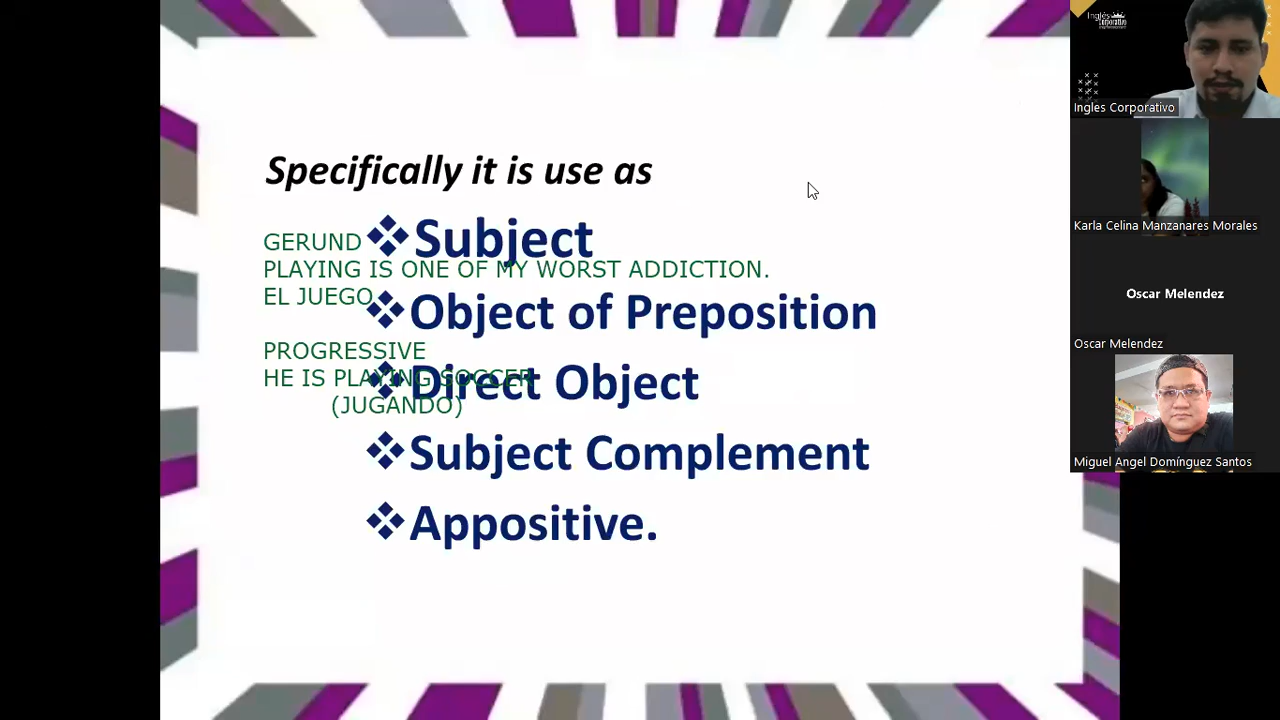 Specifically it is use as
❖Subject
❖Object of Preposition
❖Direct Object
❖Subject Complement
❖Appositive.
GERUND
PLAYING IS ONE OF MY WORST ADDICTION.
EL JUEGO
PROGRESSIVE
HE IS PLAYING SOCCER
(JUGANDO)
Inglés
Corporativo
Ingles Corporativo
Karla Celina Manzanares Morales
Oscar Melendez
Oscar Melendez
Miguel Angel Domínguez Santos